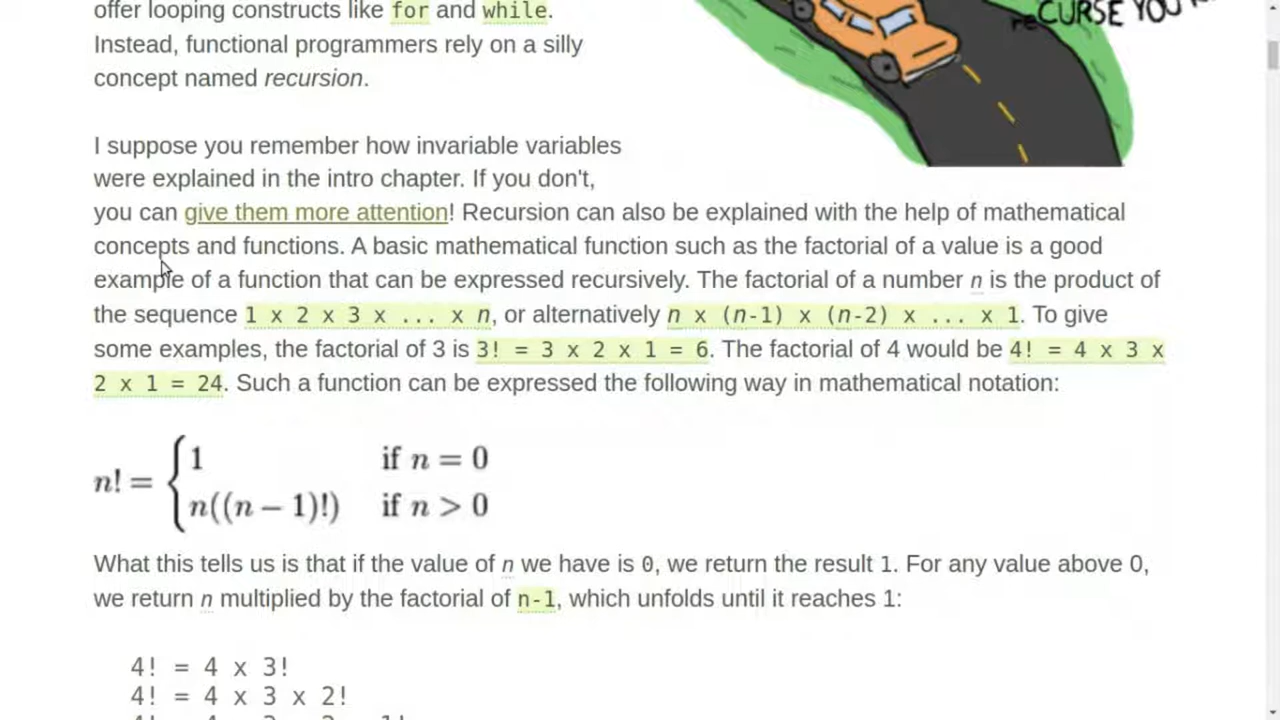 offer looping constructs like for and while.
reCURSE YOU
Instead, functional programmers rely on a silly
concept named recursion.
I suppose you remember how invariable variables
were explained in the intro chapter. If you don't,
you can give them more attention! Recursion can also be explained with the help of mathematical
concepts and functions. A basic mathematical function such as the factorial of a value is a good
example of a function that can be expressed recursively. The factorial of a number n is the product of
the sequence 1 x 2 x 3 x ... x n, or alternatively n x (n-1) x (n-2) x ... x 1. To give
some examples, the factorial of 3 is 3! = 3 x 2 x 1 = 6. The factorial of 4 would be 4! = 4 x 3 x
2 x 1 = 24. Such a function can be expressed the following way in mathematical notation:
n! = { 1 if n = 0
n((n − 1)!) if n > 0
What this tells us is that if the value of n we have is 0, we return the result 1. For any value above 0,
we return n multiplied by the factorial of n-1, which unfolds until it reaches 1:
4! = 4 x 3!
4! = 4 x 3 x 2!